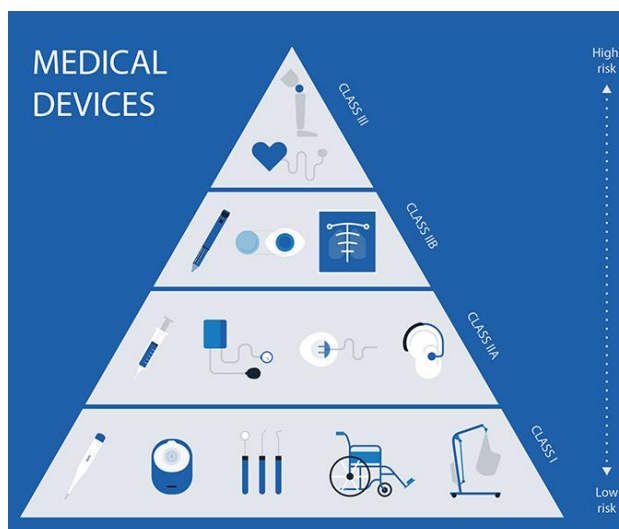 MEDICAL
DEVICES
High
risk
CLASS III
CLASS IIB
CLASS IIA
CLASS I
Low
risk